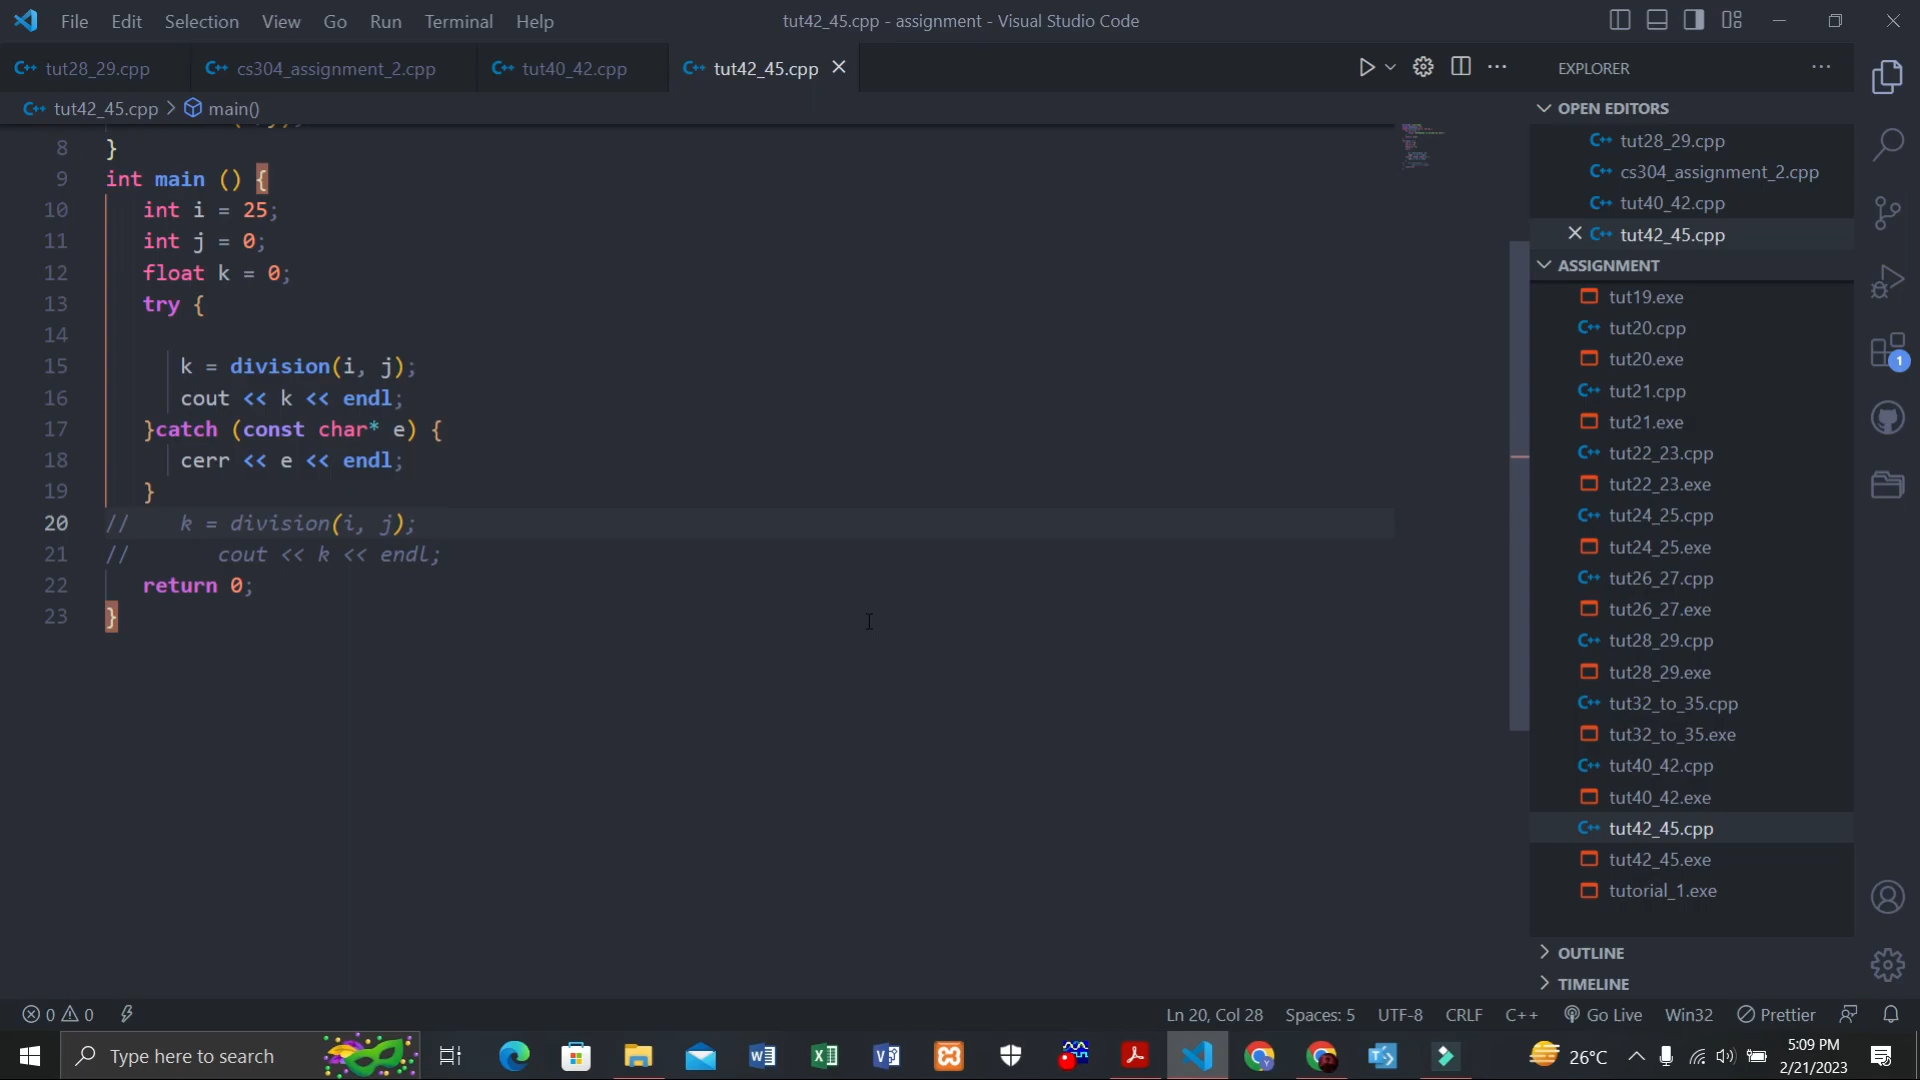 File Edit Selection View Go Run Terminal Help
tut42_45.cpp - assignment - Visual Studio Code
tut28_29.cpp
cs304_assignment_2.cpp
tut40_42.cpp
tut42_45.cpp
tut42_45.cpp > main()
8 }
9 int main () {
10 int i = 25;
11 int j = 0;
12 float k = 0;
13 try {
14
15 k = division(i, j);
16 cout << k << endl;
17 }catch (const char* e) {
18 cerr << e << endl;
19 }
20 // k = division(i, j);
21 // cout << k << endl;
22 return 0;
23 }
EXPLORER
OPEN EDITORS
tut28_29.cpp
cs304_assignment_2.cpp
tut40_42.cpp
tut42_45.cpp
ASSIGNMENT
tut19.exe
tut20.cpp
tut20.exe
tut21.cpp
tut21.exe
tut22_23.cpp
tut22_23.exe
tut24_25.cpp
tut24_25.exe
tut26_27.cpp
tut26_27.exe
tut28_29.cpp
tut28_29.exe
tut32_to_35.cpp
tut32_to_35.exe
tut40_42.cpp
tut40_42.exe
tut42_45.cpp
tut42_45.exe
tutorial_1.exe
OUTLINE
TIMELINE
1
0 0
Ln 20, Col 28 Spaces: 5 UTF-8 CRLF C++ Go Live Win32 Prettier
Type here to search
26°C
5:09 PM
2/21/2023